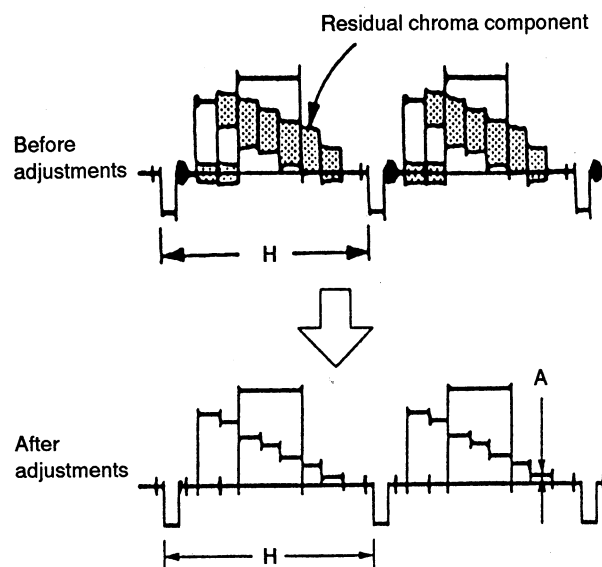 Residual chroma component
Before
adjustments
H
A
After
adjustments
H